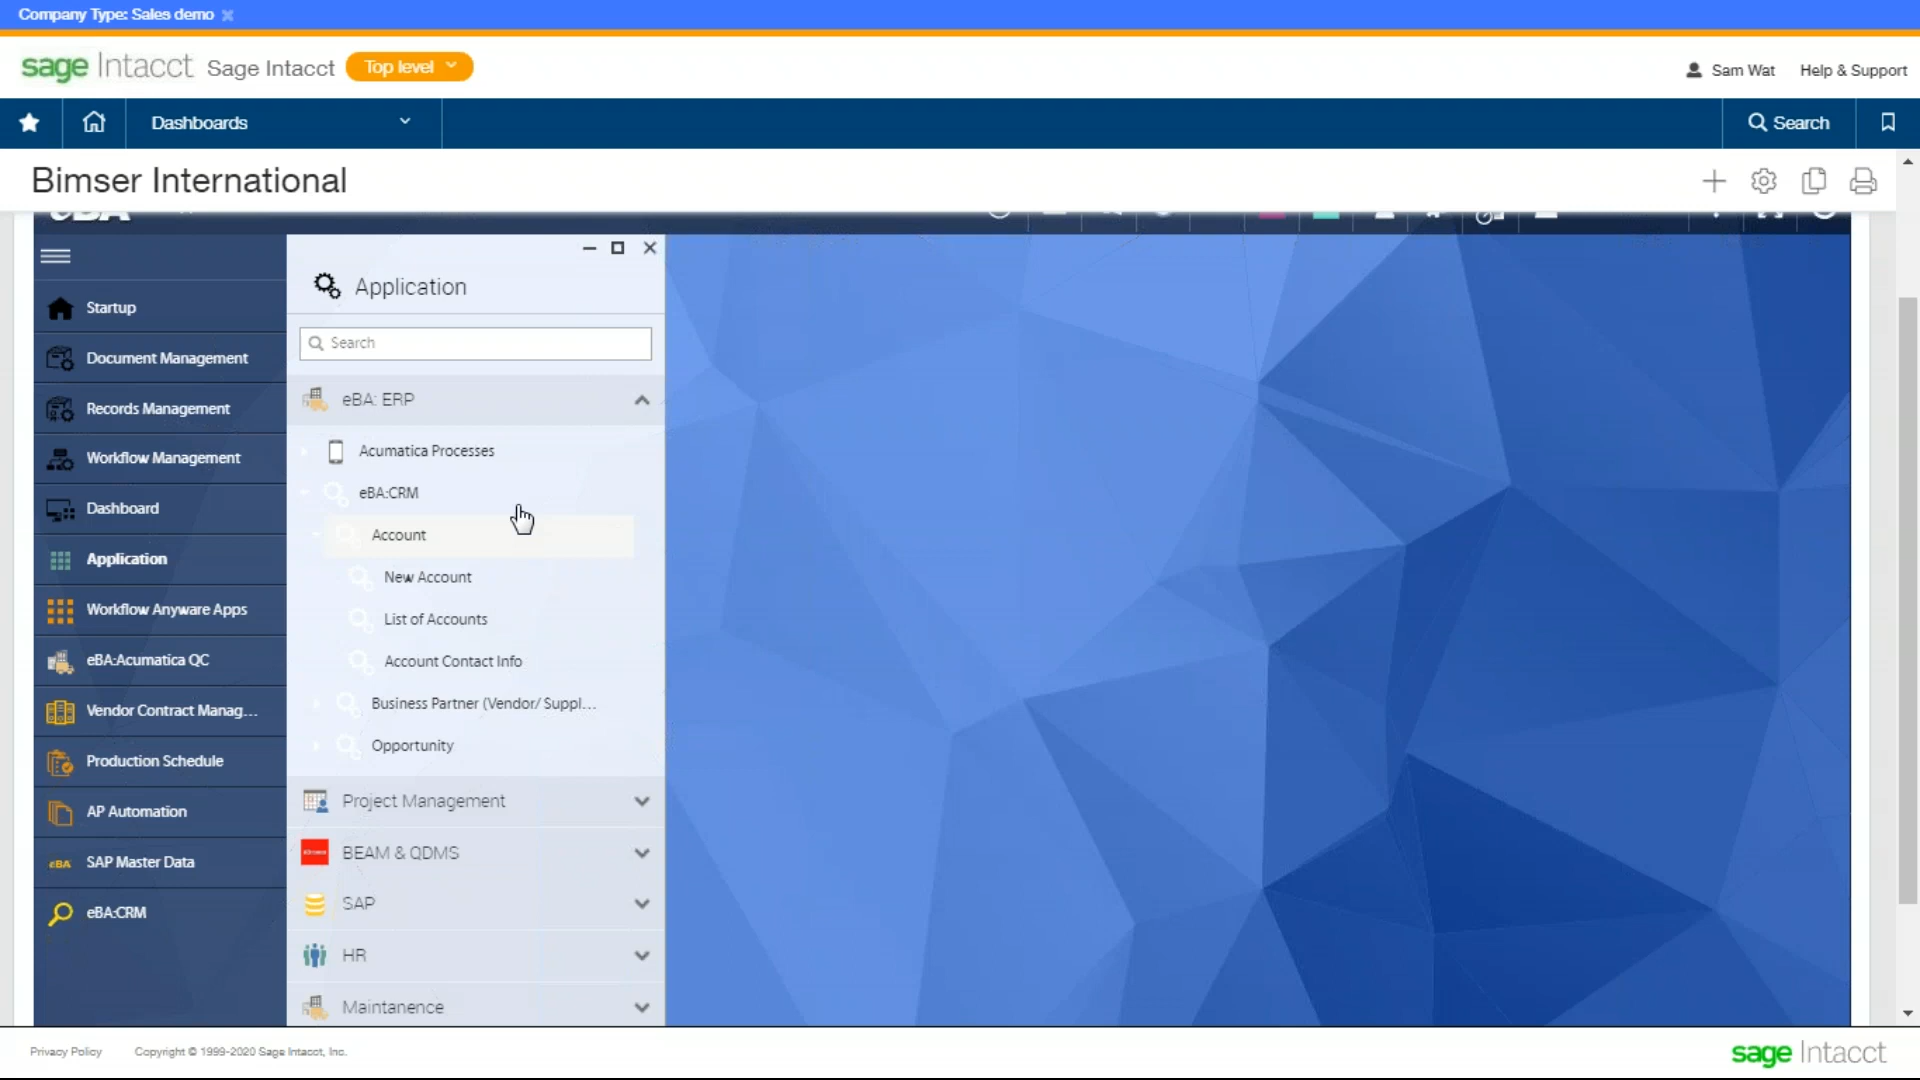 Company Type: Sales demo
sage Intacct Sage Intacct Top level
Sam Wat Help & Support
Dashboards
Search
Bimser International
eBA
Application
Search
Startup
Document Management
Records Management
Workflow Management
Dashboard
Application
Workflow Anyware Apps
eBA:Acumatica QC
Vendor Contract Manag...
Production Schedule
AP Automation
eBA SAP Master Data
eBA:CRM
eBA: ERP
Acumatica Processes
eBA:CRM
Account
New Account
List of Accounts
Account Contact Info
Business Partner (Vendor/ Suppl...
Opportunity
Project Management
BEAM & QDMS
SAP
HR
Maintanence
Privacy Policy Copyright © 1999-2020 Sage Intacct, Inc.
sage Intacct